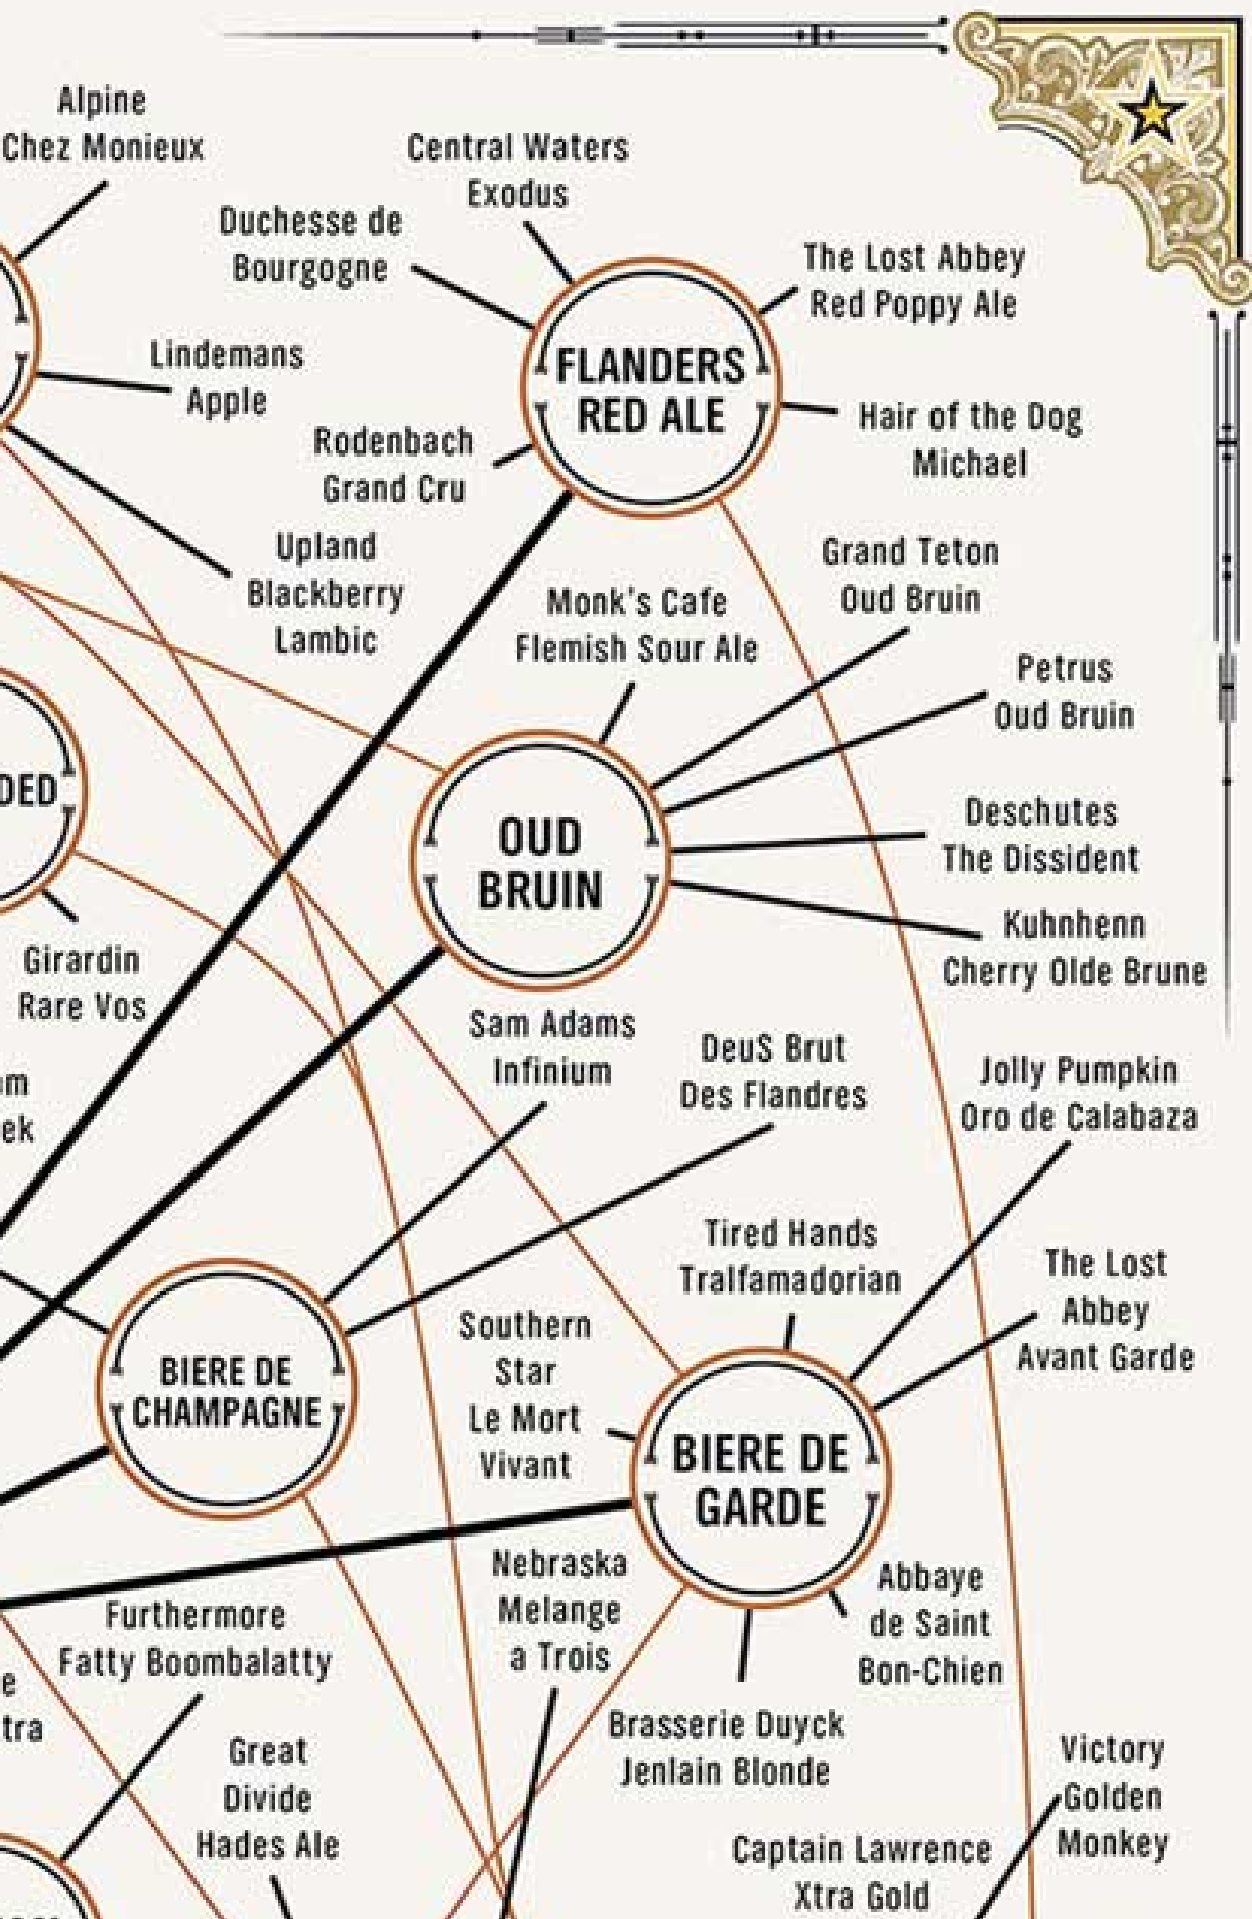 Alpine
Chez Monieux
Central Waters
Exodus
Duchesse de
Bourgogne
The Lost Abbey
Red Poppy Ale
Lindemans
Apple
FLANDERS
RED ALE
Hair of the Dog
Michael
Rodenbach
Grand Cru
Upland
Blackberry
Lambic
Grand Teton
Oud Bruin
Monk's Cafe
Flemish Sour Ale
Petrus
Oud Bruin
DED
OUD
BRUIN
Deschutes
The Dissident
Kuhnhenn
Cherry Olde Brune
Girardin
Rare Vos
Sam Adams
Infinium
DeuS Brut
Des Flandres
Jolly Pumpkin
Oro de Calabaza
am
ek
Tired Hands
Tralfamadorian
The Lost
Abbey
Avant Garde
Southern
Star
Le Mort
Vivant
BIERE DE
CHAMPAGNE
BIERE DE
GARDE
Nebraska
Melange
a Trois
Abbaye
de Saint
Bon-Chien
Furthermore
Fatty Boombalatty
e
tra
Brasserie Duyck
Jenlain Blonde
Great
Divide
Hades Ale
Victory
Golden
Monkey
Captain Lawrence
Xtra Gold